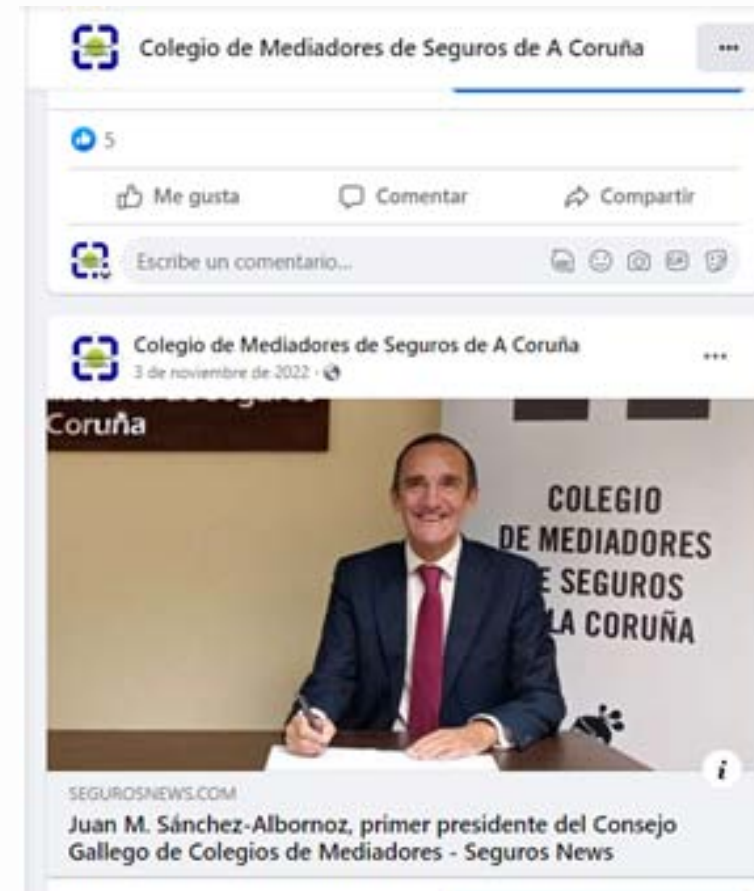 Colegio de Mediadores de Seguros de A Coruña
5
Me gusta
Comentar
Compartir
Escribe un comentario...
Colegio de Mediadores de Seguros de A Coruña
3 de noviembre de 2022
Coruña
COLEGIO
DE MEDIADORES
E SEGUROS
LA CORUÑA
SEGUROSNEWS.COM
Juan M. Sánchez-Albornoz, primer presidente del Consejo
Gallego de Colegios de Mediadores - Seguros News